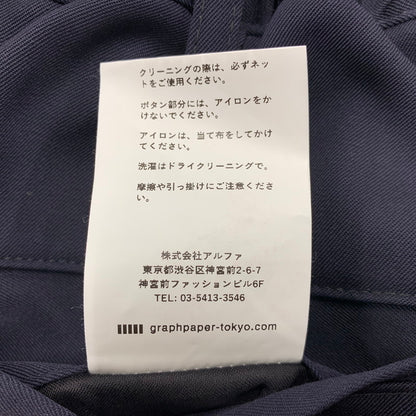 クリーニングの際は、必ずネッ
トをご使用ください。
ボタン部分には、アイロンをか
けないでください。
アイロンは、当て布をしてかけ
てください。
洗濯はドライクリーニングで。
摩擦や引っ掛けにご注意くださ
い。
株式会社アルファ
東京都渋谷区神宮前2-6-7
神宮前ファッションビル6F
TEL: 03-5413-3546
graphpaper-tokyo.com